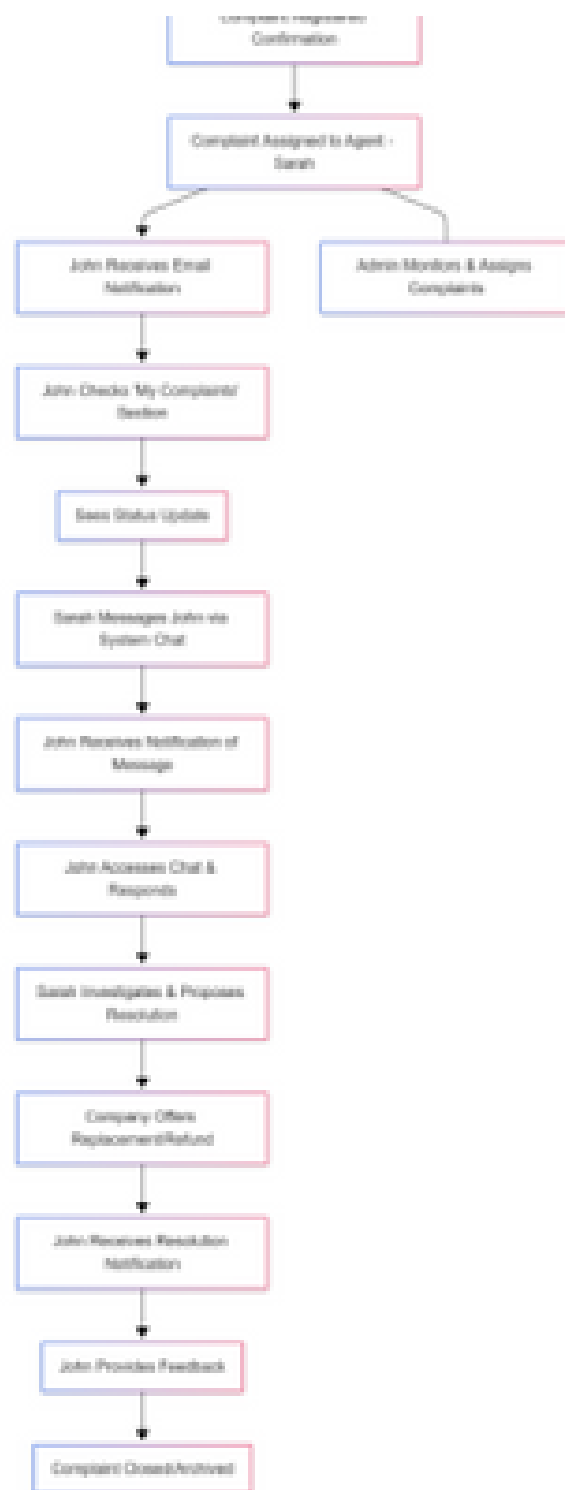 Complaint Registered
Confirmation
Complaint Assigned to Agent -
Sarah
John Receives Email
Notification
Admin Monitors & Assigns
Complaints
John Checks 'My Complaints'
Section
Sees Status Update
Sarah Messages John via
System Chat
John Receives Notification of
Message
John Accesses Chat &
Responds
Sarah Investigates & Proposes
Resolution
Company Offers
Replacement/Refund
John Receives Resolution
Notification
John Provides Feedback
Complaint Closed/Archived